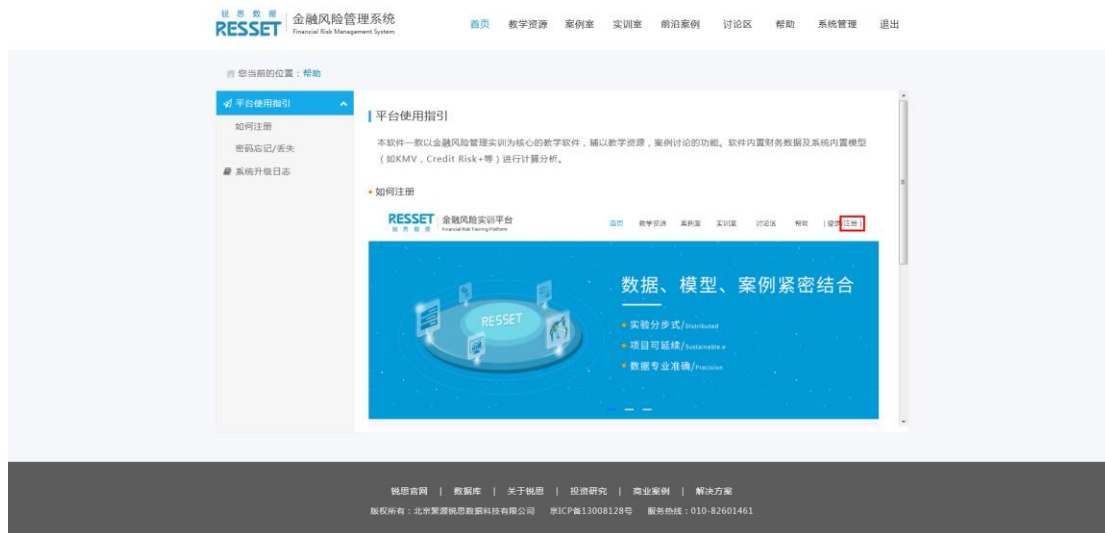 锐思数据
RESSET
金融风险管理系统
Financial Risk Management System
首页 教学资源 案例室 实训室 前沿案例 讨论区 帮助 系统管理 退出
您当前的位置：帮助
平台使用指引
如何注册
密码忘记/丢失
系统升级日志
平台使用指引
本软件一款以金融风险管理实训为核心的教学软件，辅以教学资源，案例讨论的功能。软件内置财务数据及系统内置模型
（如KMV，Credit Risk+等）进行计算分析。
如何注册
RESSET
锐思数据
金融风险实训平台
Financial Risk Training Platform
首页 教学资源 案例室 实训室 讨论区 帮助 [登录/注册]
RESSET
数据、模型、案例紧密结合
实验分步式/Distributed
项目可延续/Sustainable e
数据专业准确/Precision
锐思官网 | 数据库 | 关于锐思 | 投资研究 | 商业案例 | 解决方案
版权所有：北京聚源锐思数据科技有限公司 京ICP备13008128号 服务热线：010-82601461